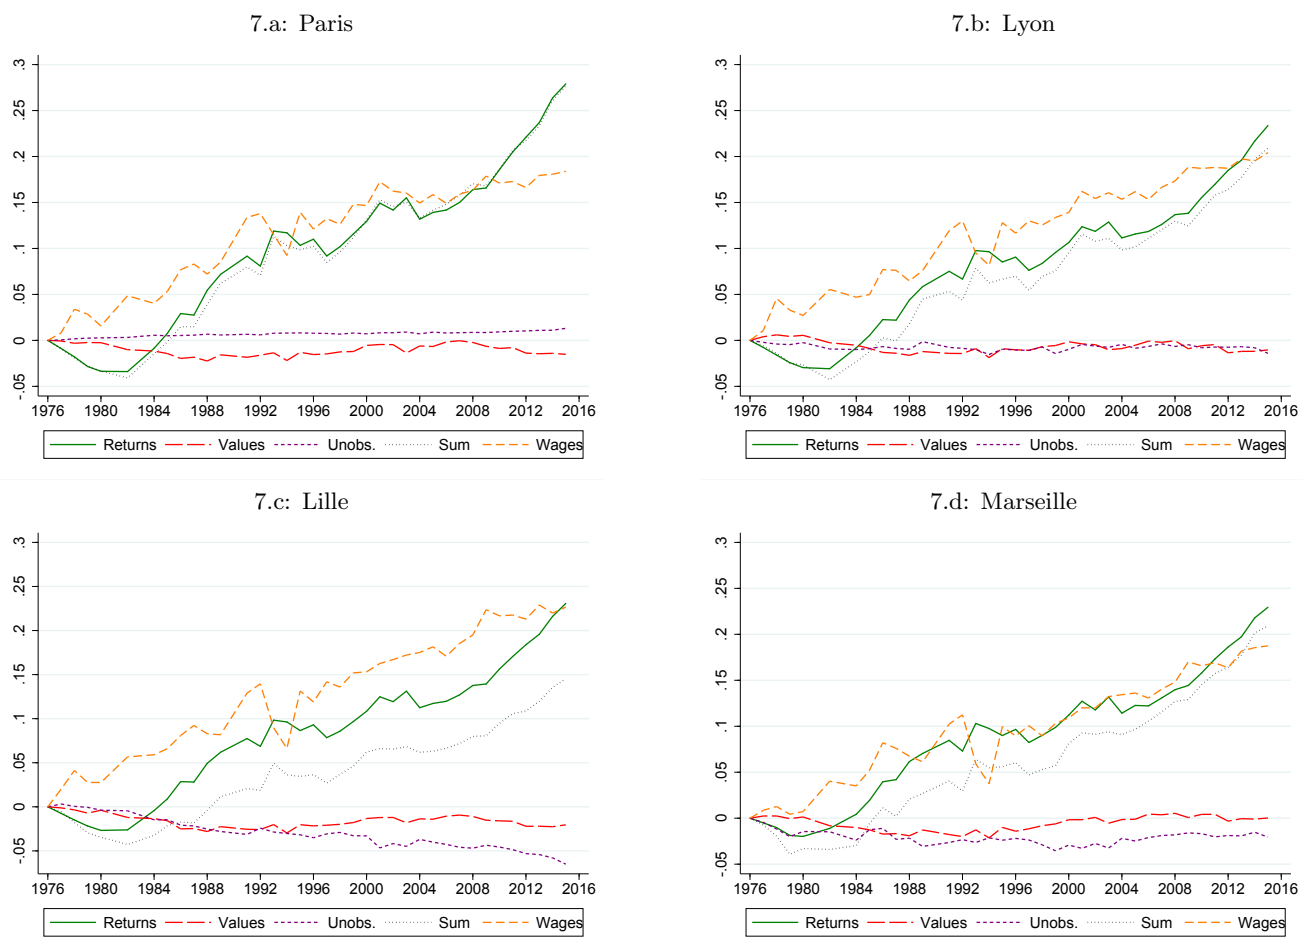 7.a: Paris
.3
.25
.2
.15
.1
.05
0
-.05
1976 1980 1984 1988 1992 1996 2000 2004 2008 2012 2016
Returns Values Unobs. Sum Wages
7.b: Lyon
.3
.25
.2
.15
.1
.05
0
-.05
1976 1980 1984 1988 1992 1996 2000 2004 2008 2012 2016
Returns Values Unobs. Sum Wages
7.c: Lille
.3
.25
.2
.15
.1
.05
0
-.05
1976 1980 1984 1988 1992 1996 2000 2004 2008 2012 2016
Returns Values Unobs. Sum Wages
7.d: Marseille
.3
.25
.2
.15
.1
.05
0
-.05
1976 1980 1984 1988 1992 1996 2000 2004 2008 2012 2016
Returns Values Unobs. Sum Wages